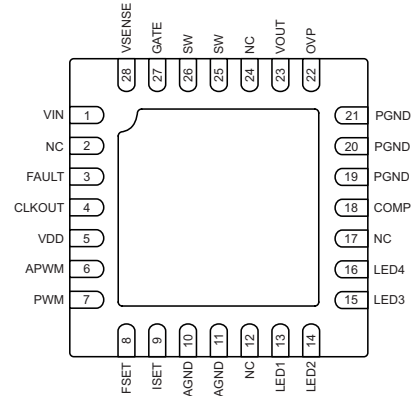 VSENSE GATE SW SW NC VOUT OVP
28 27 26 25 24 23 22
VIN 1
NC 2
FAULT 3
CLKOUT 4
VDD 5
APWM 6
PWM 7
21 PGND
20 PGND
19 PGND
18 COMP
17 NC
16 LED4
15 LED3
8 9 10 11 12 13 14
FSET ISET AGND AGND NC LED1 LED2